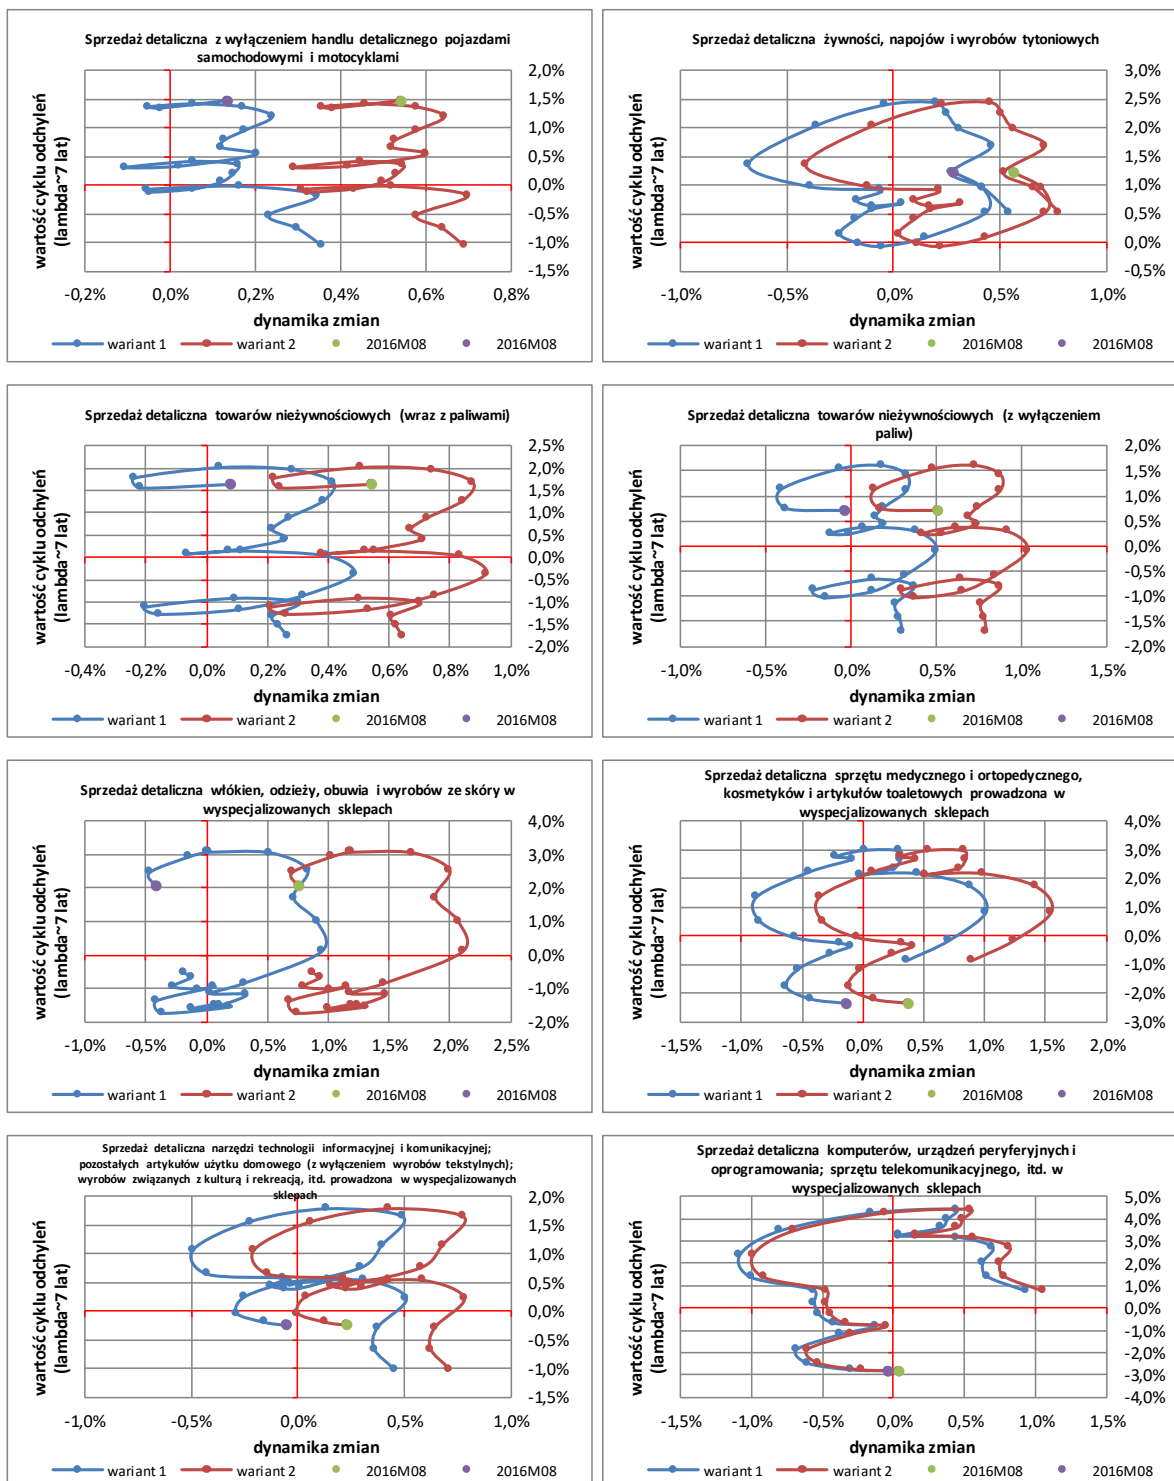 Sprzedaż detaliczna z wyłączeniem handlu detalicznego pojazdami
samochodowymi i motocyklami
wartość cyklu odchyleń
(lambda~7 lat)
2,0%
1,5%
1,0%
0,5%
0,0%
-0,5%
-1,0%
-1,5%
-0,2% 0,0% 0,2% 0,4% 0,6% 0,8%
dynamika zmian
wariant 1 wariant 2 2016M08 2016M08
Sprzedaż detaliczna żywności, napojów i wyrobów tytoniowych
wartość cyklu odchyleń
(lambda~7 lat)
3,0%
2,5%
2,0%
1,5%
1,0%
0,5%
0,0%
-0,5%
-1,0% -0,5% 0,0% 0,5% 1,0%
dynamika zmian
wariant 1 wariant 2 2016M08 2016M08
Sprzedaż detaliczna towarów nieżywnościowych (wraz z paliwami)
wartość cyklu odchyleń
(lambda~7 lat)
2,5%
2,0%
1,5%
1,0%
0,5%
0,0%
-0,5%
-1,0%
-1,5%
-2,0%
-0,4% -0,2% 0,0% 0,2% 0,4% 0,6% 0,8% 1,0%
dynamika zmian
wariant 1 wariant 2 2016M08 2016M08
Sprzedaż detaliczna towarów nieżywnościowych (z wyłączeniem
paliw)
wartość cyklu odchyleń
(lambda~7 lat)
2,0%
1,5%
1,0%
0,5%
0,0%
-0,5%
-1,0%
-1,5%
-2,0%
-1,0% -0,5% 0,0% 0,5% 1,0% 1,5%
dynamika zmian
wariant 1 wariant 2 2016M08 2016M08
Sprzedaż detaliczna włókien, odzieży, obuwia i wyrobów ze skóry w
wyspecjalizowanych sklepach
wartość cyklu odchyleń
(lambda~7 lat)
4,0%
3,0%
2,0%
1,0%
0,0%
-1,0%
-2,0%
-1,0% -0,5% 0,0% 0,5% 1,0% 1,5% 2,0% 2,5%
dynamika zmian
wariant 1 wariant 2 2016M08 2016M08
Sprzedaż detaliczna sprzętu medycznego i ortopedycznego,
kosmetyków i artykułów toaletowych prowadzona w
wyspecjalizowanych sklepach
wartość cyklu odchyleń
(lambda~7 lat)
4,0%
3,0%
2,0%
1,0%
0,0%
-1,0%
-2,0%
-3,0%
-1,5% -1,0% -0,5% 0,0% 0,5% 1,0% 1,5% 2,0%
dynamika zmian
wariant 1 wariant 2 2016M08 2016M08
Sprzedaż detaliczna narzędzi technologii informacyjnej i komunikacyjnej;
pozostałych artykułów użytku domowego (z wyłączeniem wyrobów tekstylnych);
wyrobów związanych z kulturą i rekreacją, itd. prowadzona w wyspecjalizowanych
sklepach
wartość cyklu odchyleń
(lambda~7 lat)
2,0%
1,5%
1,0%
0,5%
0,0%
-0,5%
-1,0%
-1,5%
-1,0% -0,5% 0,0% 0,5% 1,0%
dynamika zmian
wariant 1 wariant 2 2016M08 2016M08
Sprzedaż detaliczna komputerów, urządzeń peryferyjnych i
oprogramowania; sprzętu telekomunikacyjnego, itd. w
wyspecjalizowanych sklepach
wartość cyklu odchyleń
(lambda~7 lat)
5,0%
4,0%
3,0%
2,0%
1,0%
0,0%
-1,0%
-2,0%
-3,0%
-4,0%
-1,5% -1,0% -0,5% 0,0% 0,5% 1,0% 1,5%
dynamika zmian
wariant 1 wariant 2 2016M08 2016M08